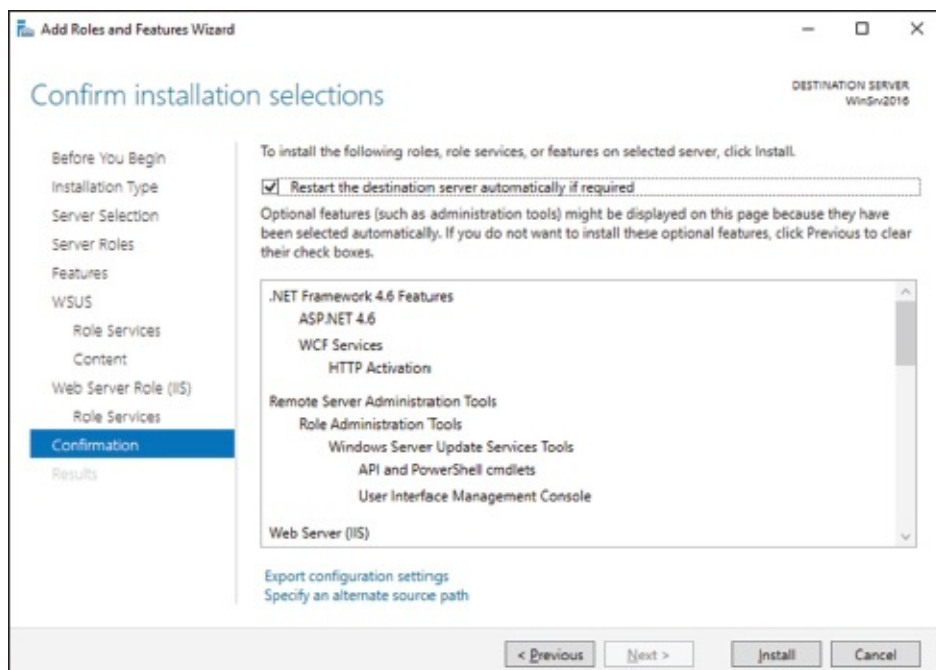 Add Roles and Features Wizard
Confirm installation selections
DESTINATION SERVER
WinSrv2016
Before You Begin
Installation Type
Server Selection
Server Roles
Features
WSUS
Role Services
Content
Web Server Role (IIS)
Role Services
Confirmation
Results
To install the following roles, role services, or features on selected server, click Install.
Restart the destination server automatically if required
Optional features (such as administration tools) might be displayed on this page because they have
been selected automatically. If you do not want to install these optional features, click Previous to clear
their check boxes.
.NET Framework 4.6 Features
ASP.NET 4.6
WCF Services
HTTP Activation
Remote Server Administration Tools
Role Administration Tools
Windows Server Update Services Tools
API and PowerShell cmdlets
User Interface Management Console
Web Server (IIS)
Export configuration settings
Specify an alternate source path
< Previous
Next >
Install
Cancel